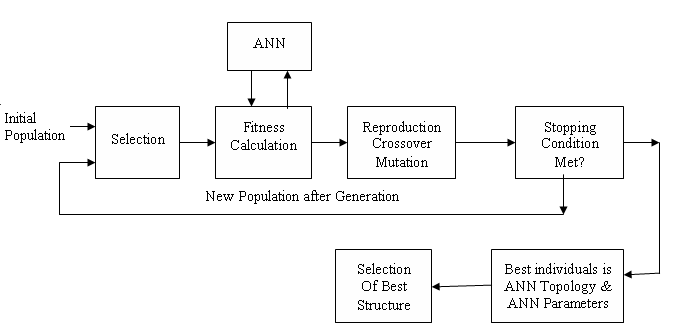 ANN
Initial
Population
Selection
Fitness
Calculation
Reproduction
Crossover
Mutation
Stopping
Condition
Met?
New Population after Generation
Selection
Of Best
Structure
Best individuals is
ANN Topology &
ANN Parameters